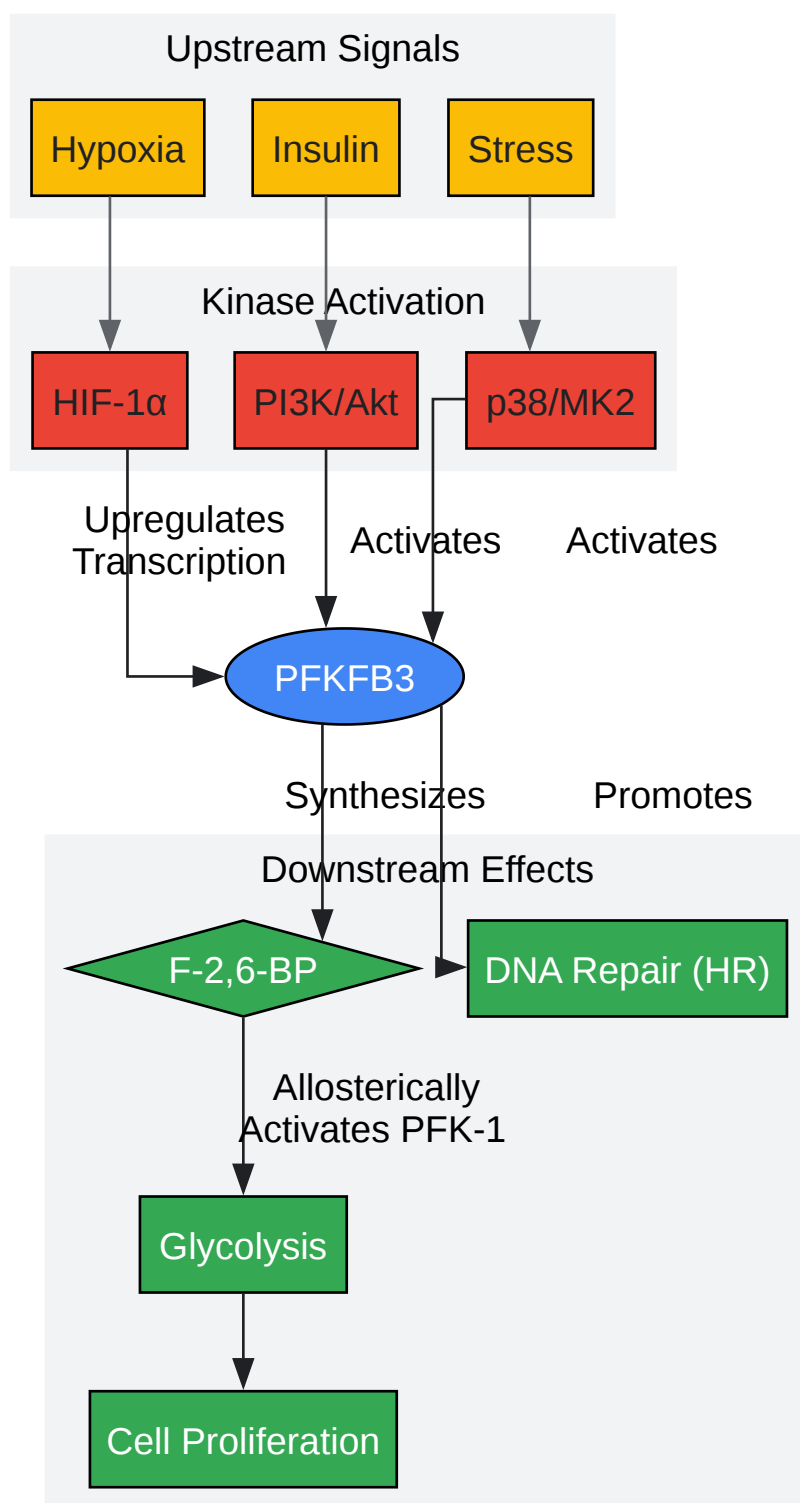 Upstream Signals
Hypoxia
Insulin
Stress
Kinase Activation
HIF-1α
PI3K/Akt
p38/MK2
Upregulates
Transcription
Activates
Activates
PFKFB3
Synthesizes
Promotes
Downstream Effects
F-2,6-BP
DNA Repair (HR)
Allosterically
Activates PFK-1
Glycolysis
Cell Proliferation